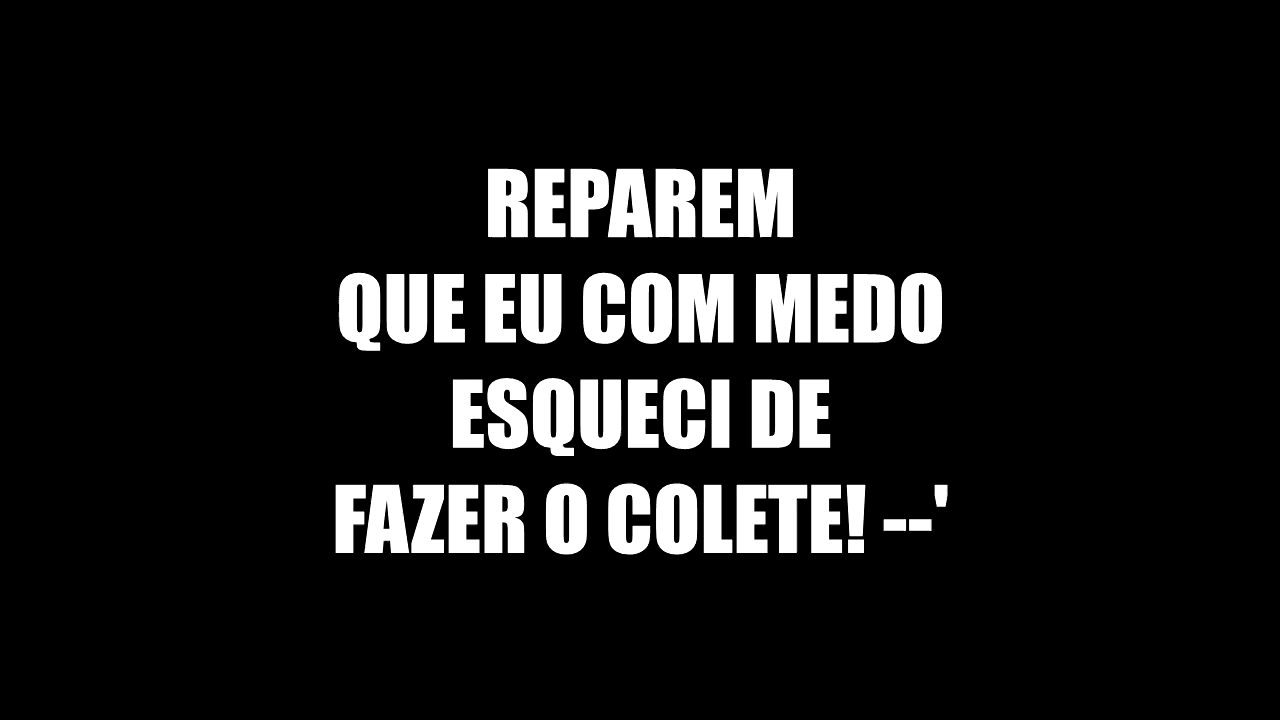 REPAREM
QUE EU COM MEDO
ESQUECI DE
FAZER O COLETE! --'